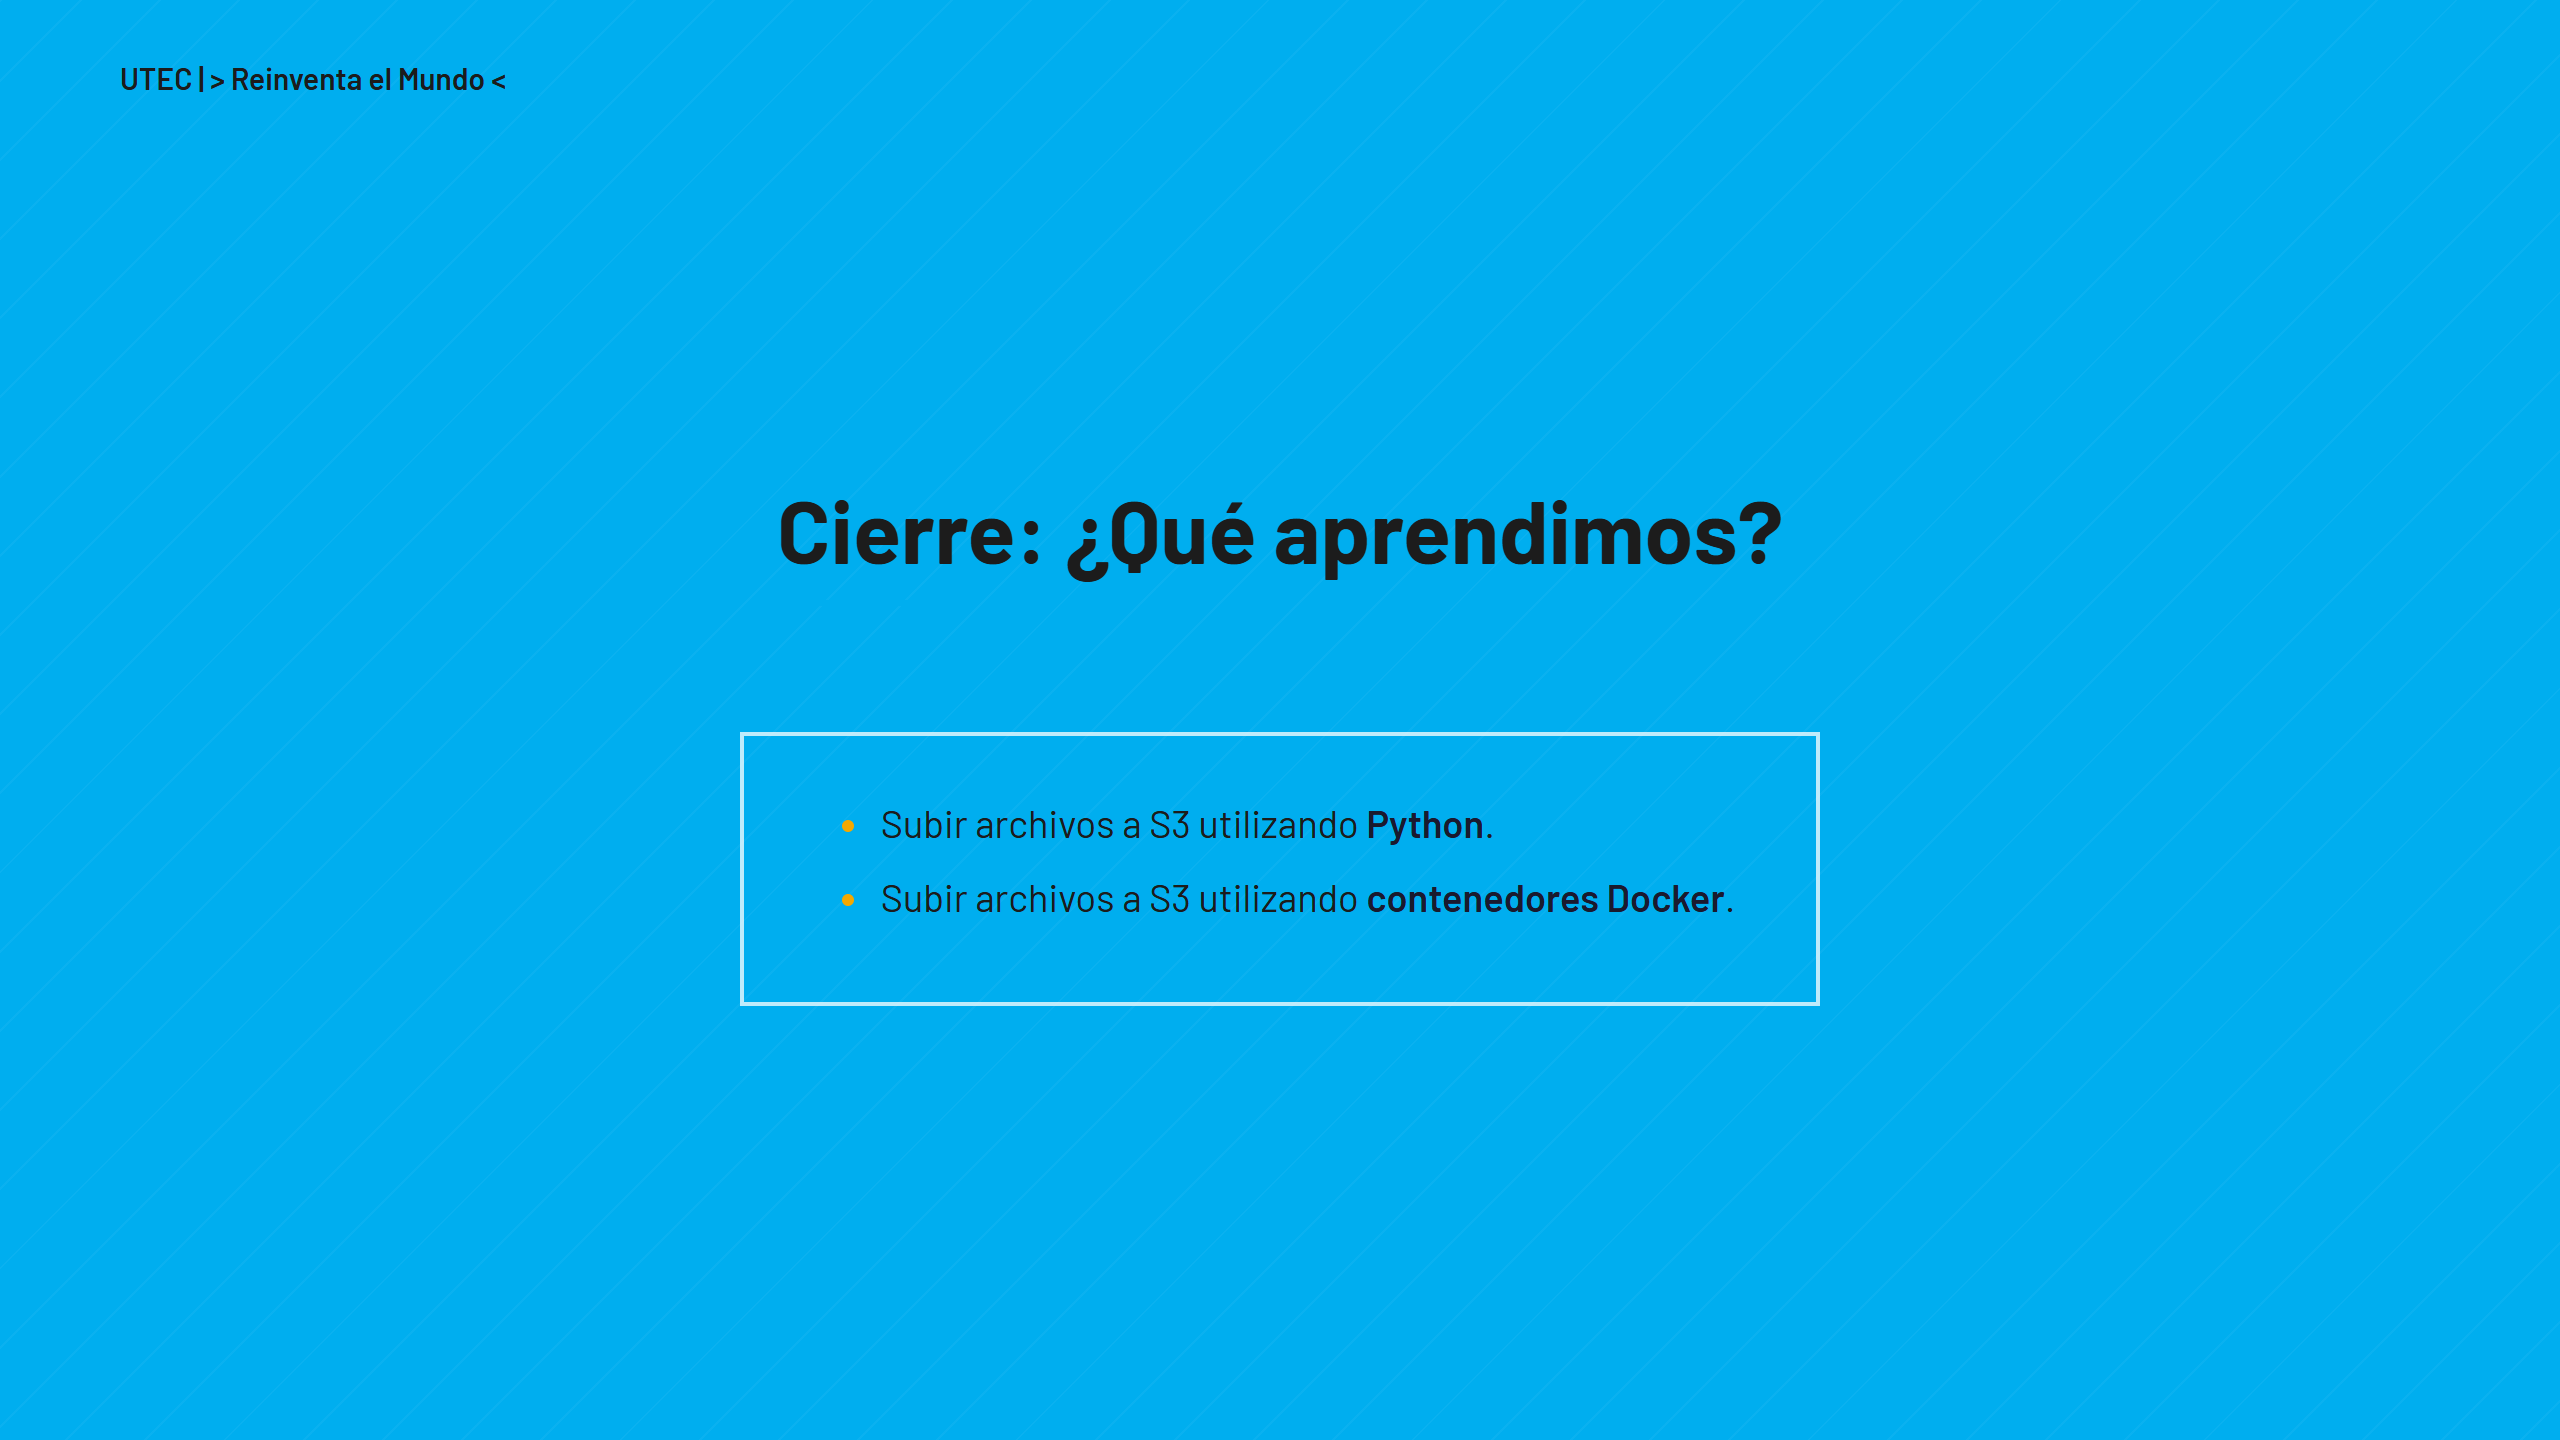 UTEC | > Reinventa el Mundo <
Cierre: ¿Qué aprendimos?
• Subir archivos a S3 utilizando Python.
• Subir archivos a S3 utilizando contenedores Docker.